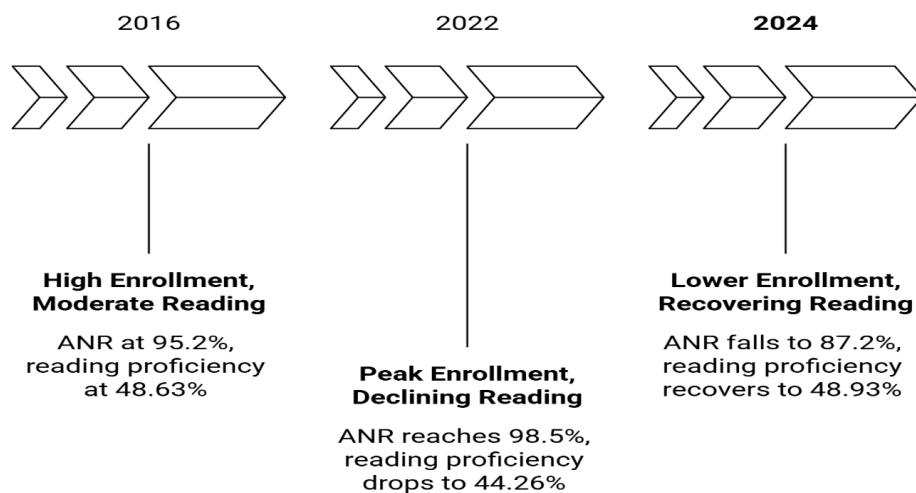 2016
High Enrollment,
Moderate Reading
ANR at 95.2%,
reading proficiency
at 48.63%
2022
Peak Enrollment,
Declining Reading
ANR reaches 98.5%,
reading proficiency
drops to 44.26%
2024
Lower Enrollment,
Recovering Reading
ANR falls to 87.2%,
reading proficiency
recovers to 48.93%